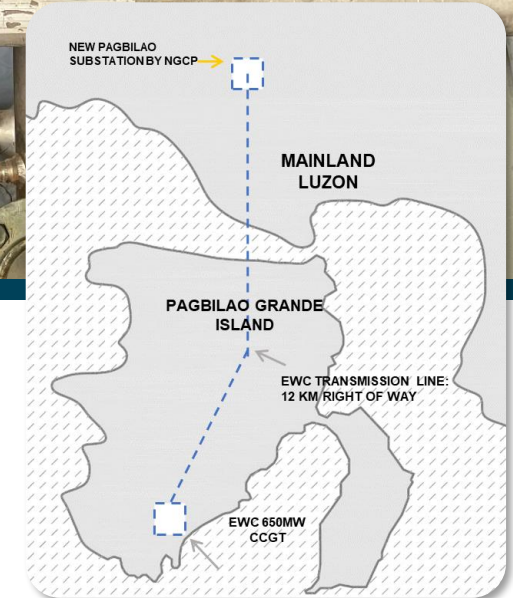 NEW PAGBILAO
SUBSTATION BY NGCP
MAINLAND
LUZON
PAGBILAO GRANDE
ISLAND
EWC TRANSMISSION LINE:
12 KM RIGHT OF WAY
EWC 650MW
CCGT